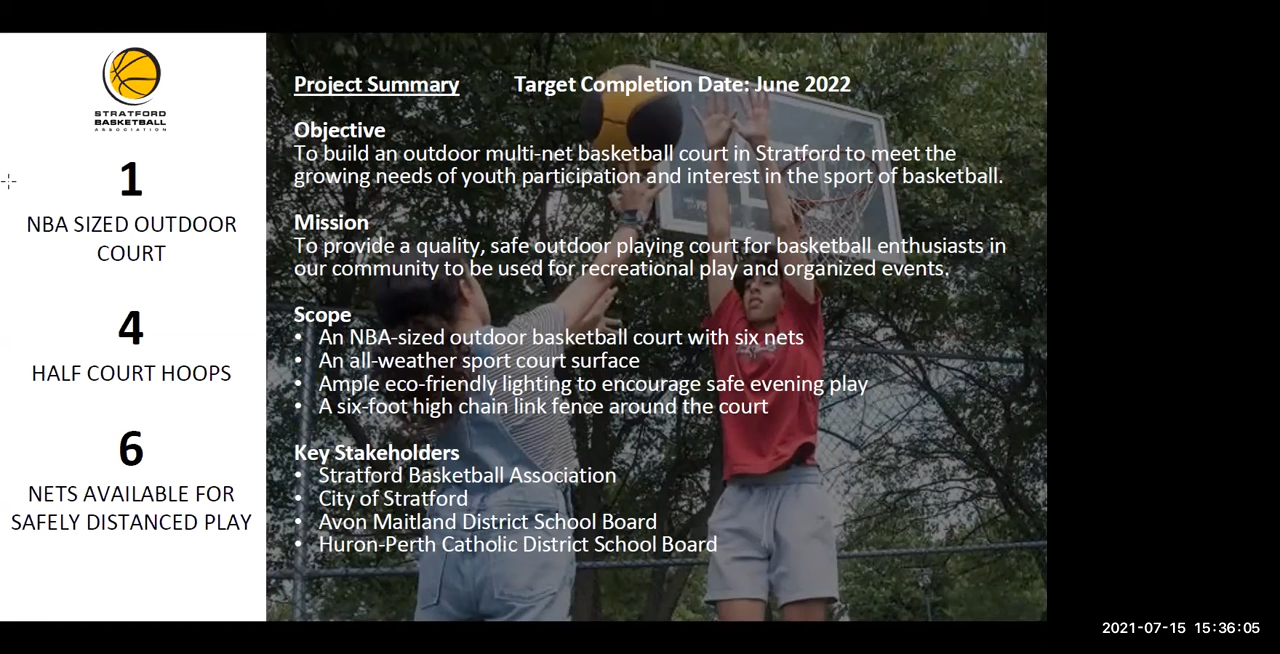 STRATFORD
BASKETBALL
ASSOCIATION
1
NBA SIZED OUTDOOR
COURT
4
HALF COURT HOOPS
6
NETS AVAILABLE FOR
SAFELY DISTANCED PLAY
Project Summary Target Completion Date: June 2022
Objective
To build an outdoor multi-net basketball court in Stratford to meet the
growing needs of youth participation and interest in the sport of basketball.
Mission
To provide a quality, safe outdoor playing court for basketball enthusiasts in
our community to be used for recreational play and organized events.
Scope
• An NBA-sized outdoor basketball court with six nets
• An all-weather sport court surface
• Ample eco-friendly lighting to encourage safe evening play
• A six-foot high chain link fence around the court
Key Stakeholders
• Stratford Basketball Association
• City of Stratford
• Avon Maitland District School Board
• Huron-Perth Catholic District School Board
2021-07-15 15:36:05